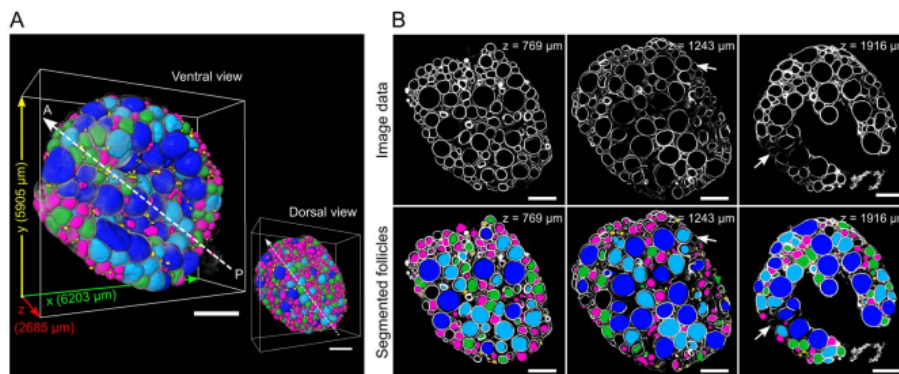 A
Ventral view
A
y (5905 µm)
Dorsal view
P
x (6203 µm)
z
(2685 µm)
B
Image data
z = 769 µm
z = 1243 µm
z = 1916 µm
Segmented follicles
z = 769 µm
z = 1243 µm
z = 1916 µm